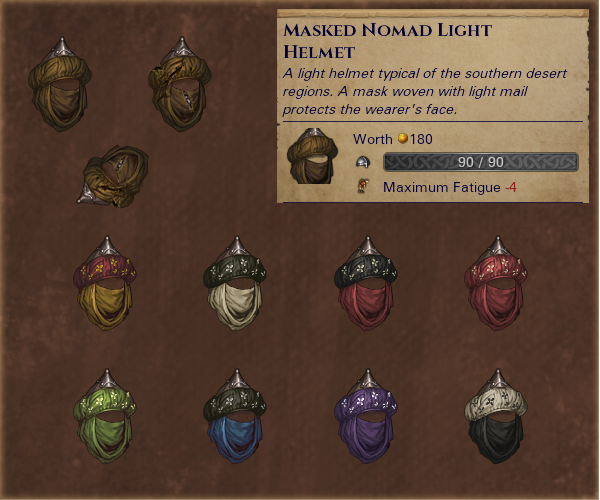 Masked Nomad Light
Helmet
A light helmet typical of the southern desert
regions. A mask woven with light mail
protects the wearer's face.
Worth 180
90 / 90
Maximum Fatigue -4